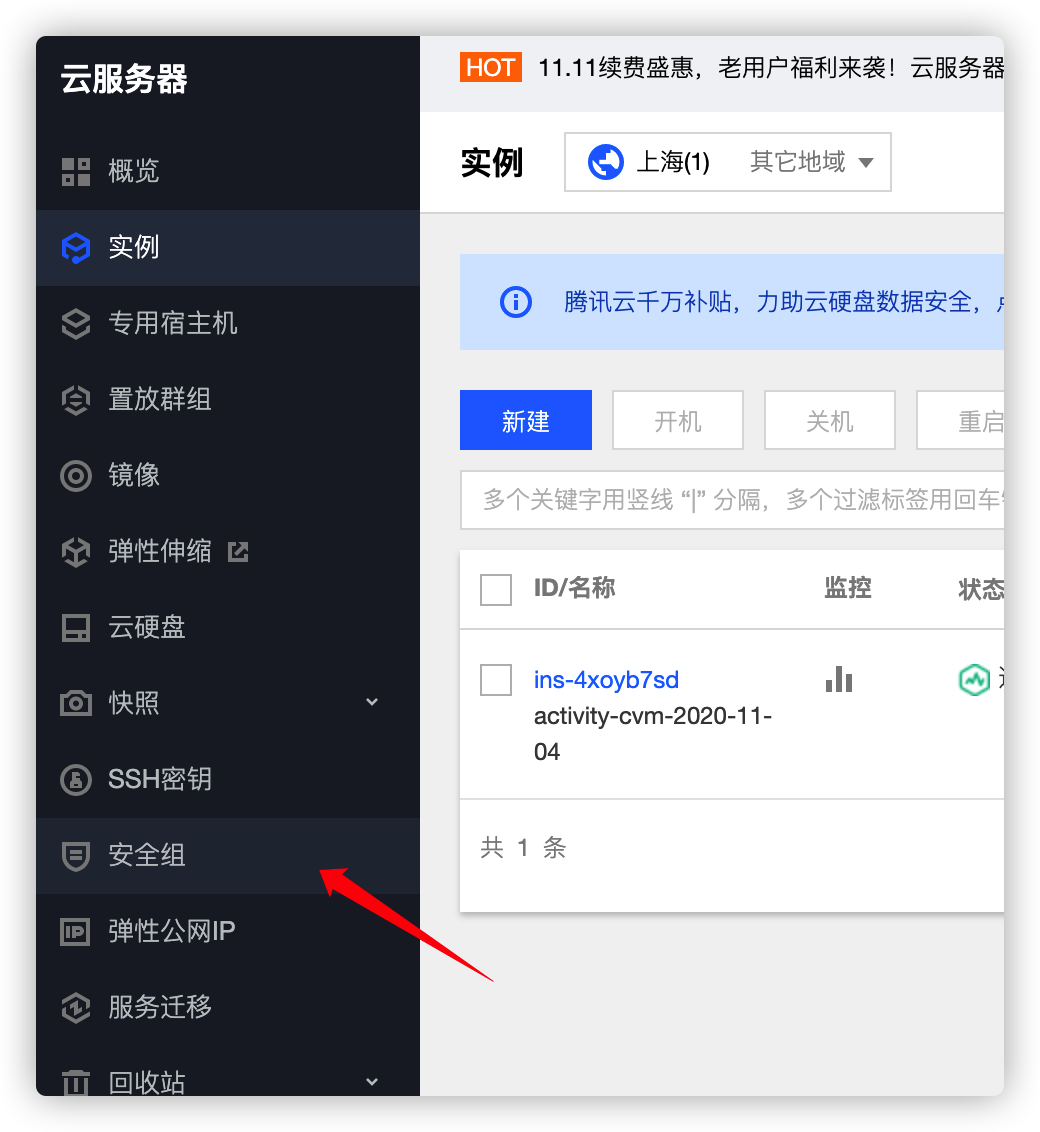 云服务器
概览
实例
专用宿主机
置放群组
镜像
弹性伸缩
云硬盘
快照
SSH密钥
安全组
弹性公网IP
服务迁移
回收站
HOT 11.11续费盛惠，老用户福利来袭！云服务器
实例 上海(1) 其它地域
腾讯云千万补贴，力助云硬盘数据安全，
新建 开机 关机 重启
多个关键字用竖线 “|” 分隔，多个过滤标签用回车
ID/名称 监控 状态
ins-4xoyb7sd
activity-cvm-2020-11-
04
共 1 条